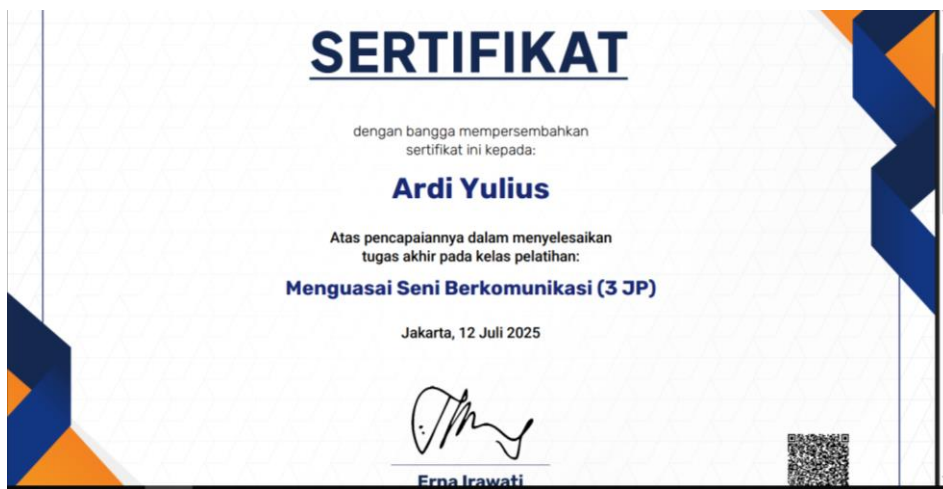 SERTIFIKAT
dengan bangga mempersembahkan
sertifikat ini kepada:
Ardi Yulius
Atas pencapaiannya dalam menyelesaikan
tugas akhir pada kelas pelatihan:
Menguasai Seni Berkomunikasi (3 JP)
Jakarta, 12 Juli 2025
Erna Irawati